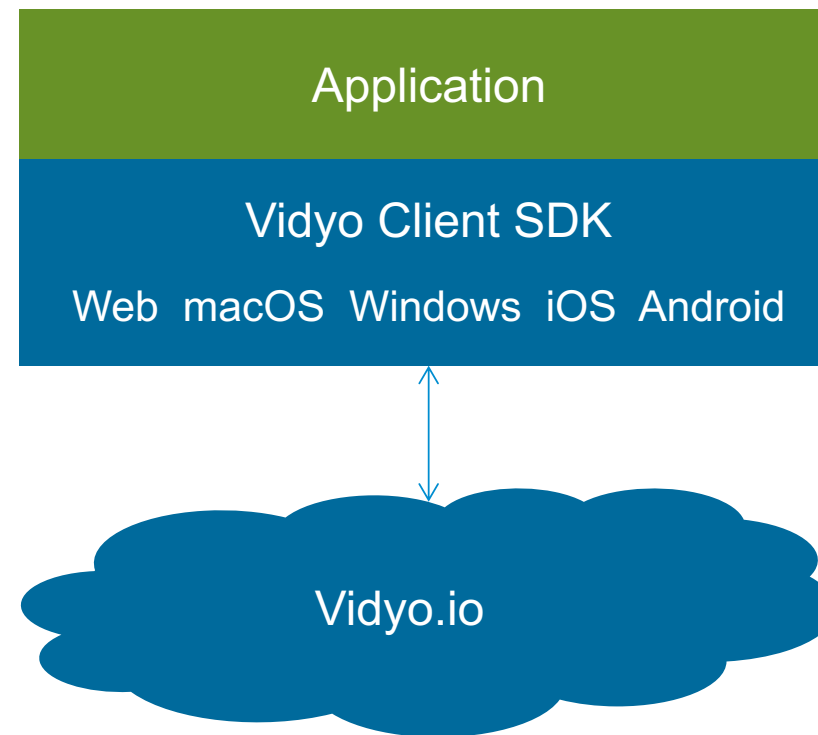 Application
Vidyo Client SDK
Web macOS Windows iOS Android
Vidyo.io